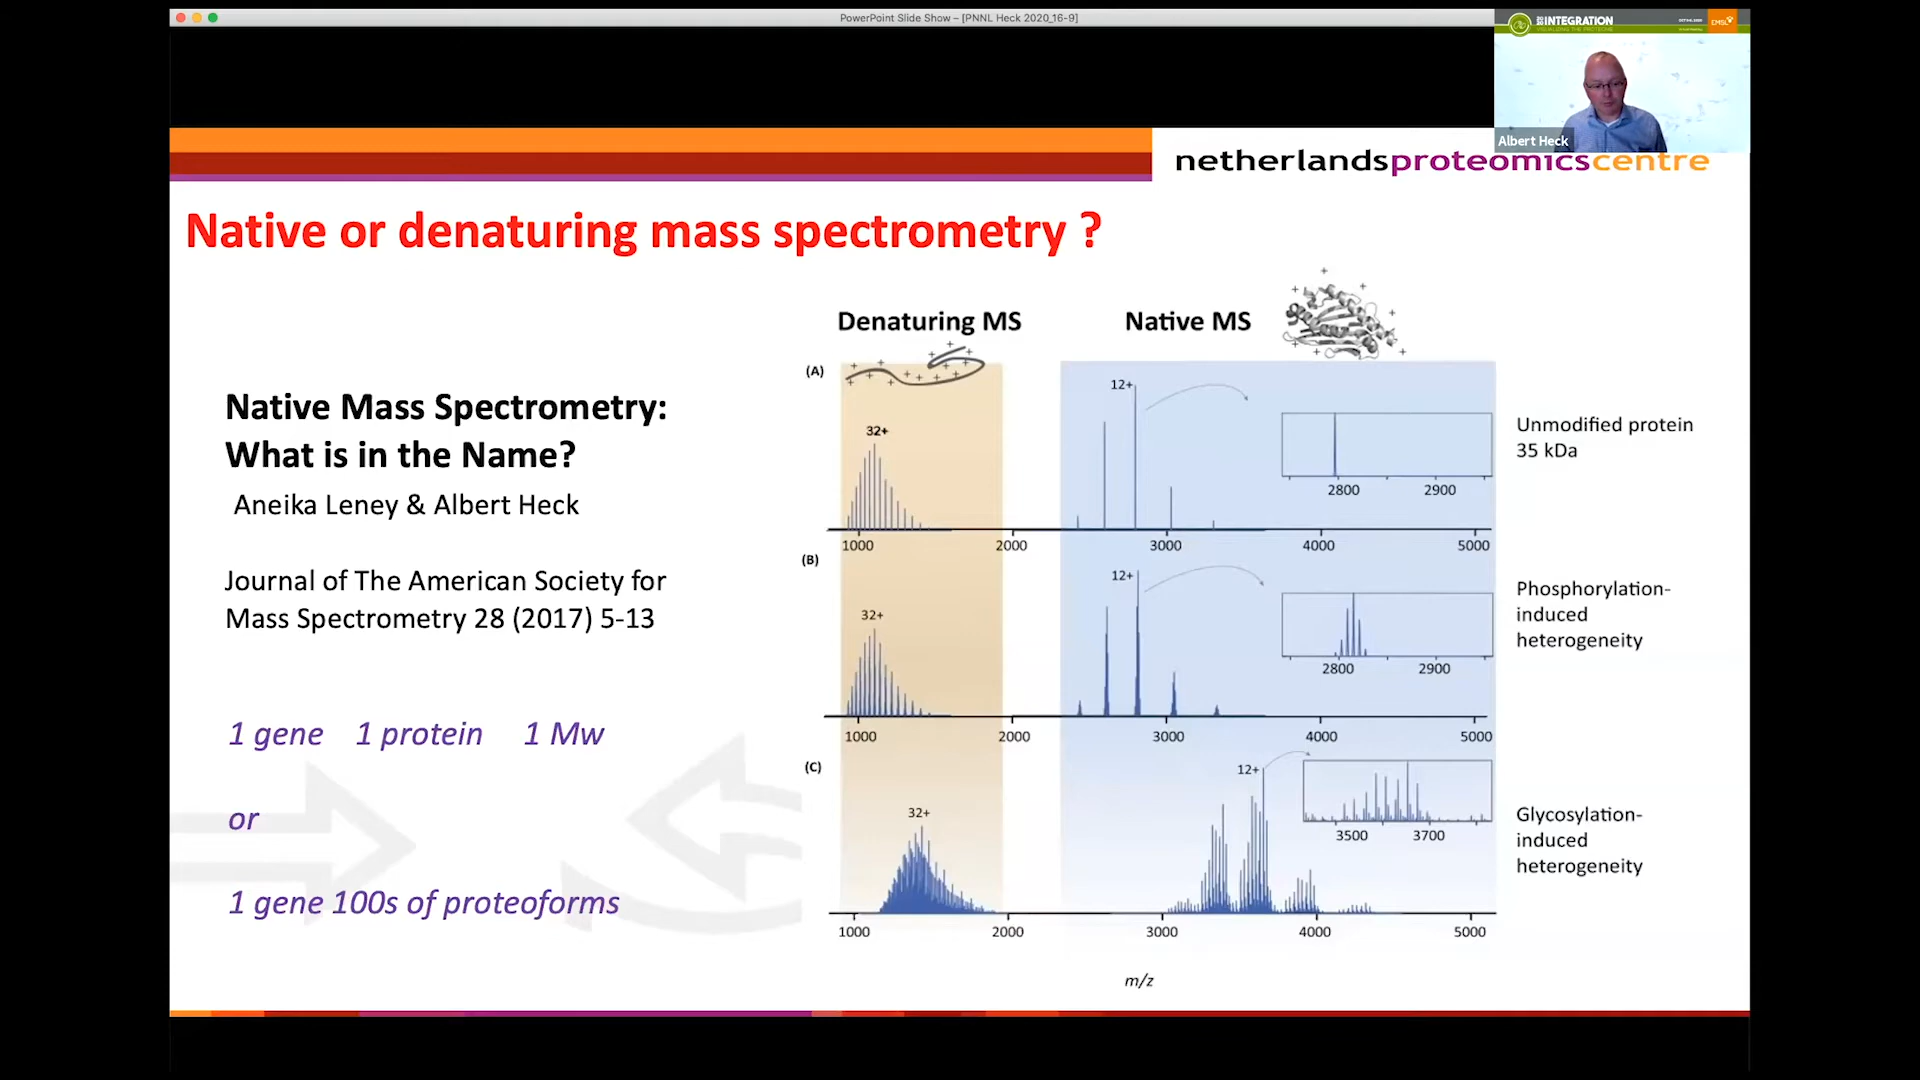 PowerPoint Slide Show – [PNNL Heck 2020_16-9]
INTEGRATION
EMSL
Albert Heck
netherlandsproteomicscentre
Native or denaturing mass spectrometry ?
Native Mass Spectrometry:
What is in the Name?
Aneika Leney & Albert Heck
Journal of The American Society for
Mass Spectrometry 28 (2017) 5-13
1 gene 1 protein 1 Mw
or
1 gene 100s of proteoforms
Denaturing MS
Native MS
(A)
32+
12+
2800 2900
1000 2000 3000 4000 5000
Unmodified protein
35 kDa
(B)
32+
12+
2800 2900
1000 2000 3000 4000 5000
Phosphorylation-
induced
heterogeneity
(C)
32+
12+
3500 3700
1000 2000 3000 4000 5000
Glycosylation-
induced
heterogeneity
m/z